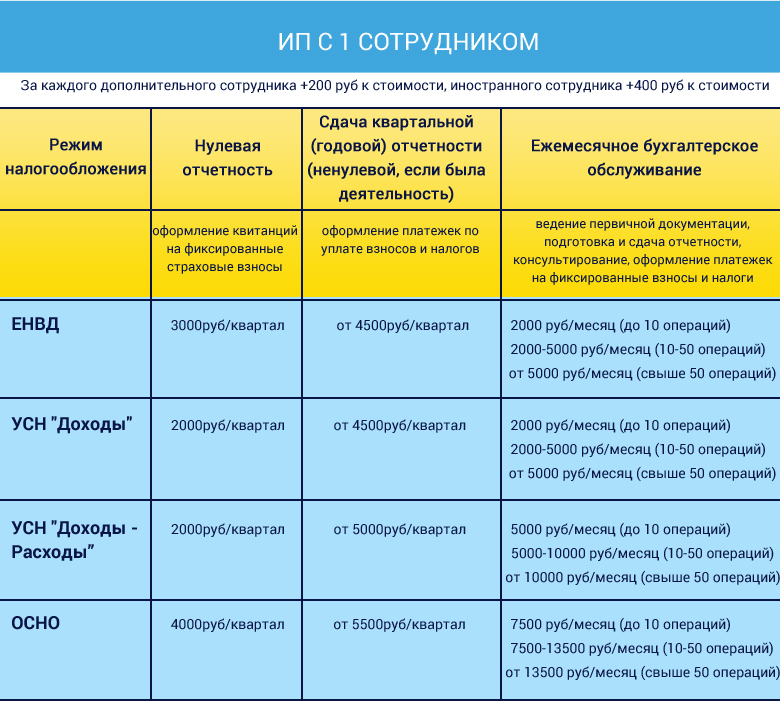 ИП С 1 СОТРУДНИКОМ
За каждого дополнительного сотрудника +200 руб к стоимости, иностранного сотрудника +400 руб к стоимости
Режим
налогообложения
Нулевая
отчетность
Сдача квартальной
(годовой) отчетности
(ненулевой, если была
деятельность)
Ежемесячное бухгалтерское
обслуживание
оформление квитанций
на фиксированные
страховые взносы
оформление платежек по
уплате взносов и налогов
ведение первичной документации,
подготовка и сдача отчетности,
консультирование, оформление платежек
на фиксированные взносы и налоги
ЕНВД
3000руб/квартал
от 4500руб/квартал
2000 руб/месяц (до 10 операций)
2000-5000 руб/месяц (10-50 операций)
от 5000 руб/месяц (свыше 50 операций)
УСН "Доходы"
2000руб/квартал
от 4500руб/квартал
2000 руб/месяц (до 10 операций)
2000-5000 руб/месяц (10-50 операций)
от 5000 руб/месяц (свыше 50 операций)
УСН "Доходы -
Расходы"
2000руб/квартал
от 5000руб/квартал
5000 руб/месяц (до 10 операций)
5000-10000 руб/месяц (10-50 операций)
от 10000 руб/месяц (свыше 50 операций)
ОСНО
4000руб/квартал
от 5500руб/квартал
7500 руб/месяц (до 10 операций)
7500-13500 руб/месяц (10-50 операций)
от 13500 руб/месяц (свыше 50 операций)